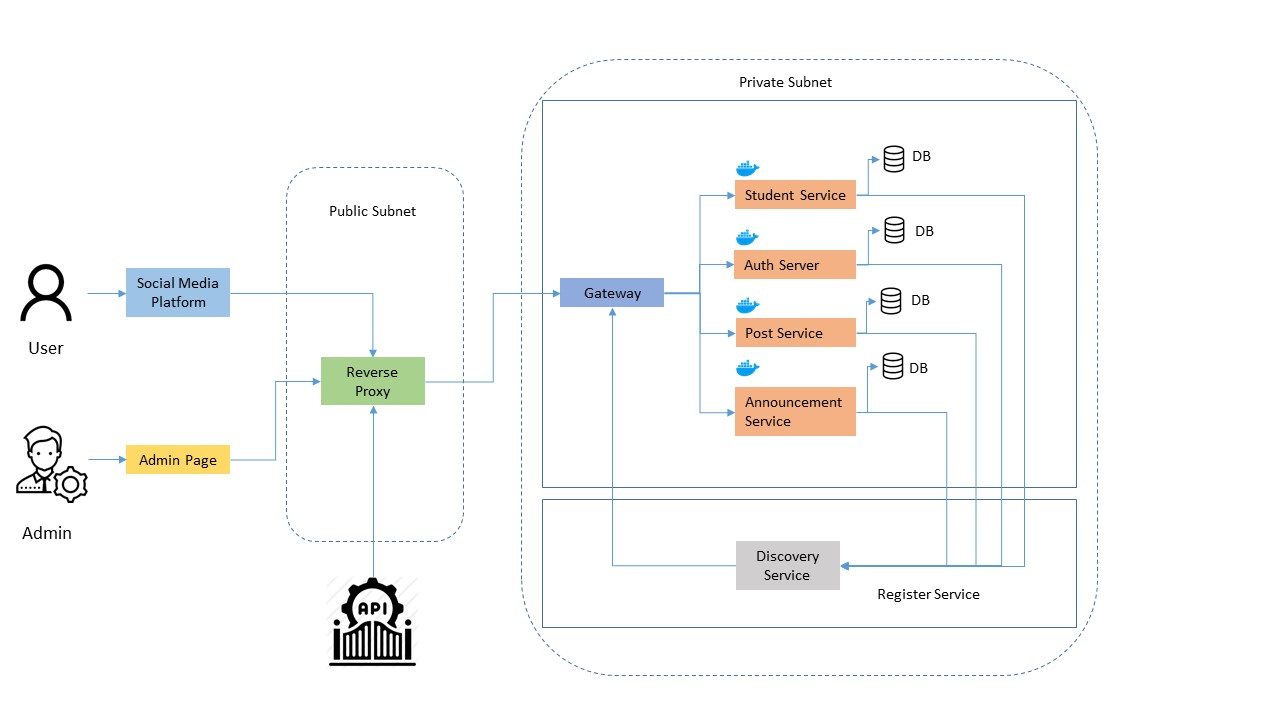 Private Subnet
DB
Student Service
Public Subnet
DB
Auth Server
Social Media
Platform
Gateway
DB
Post Service
User
Reverse
Proxy
DB
Announcement
Service
Admin Page
Admin
Discovery
Service
Register Service
API